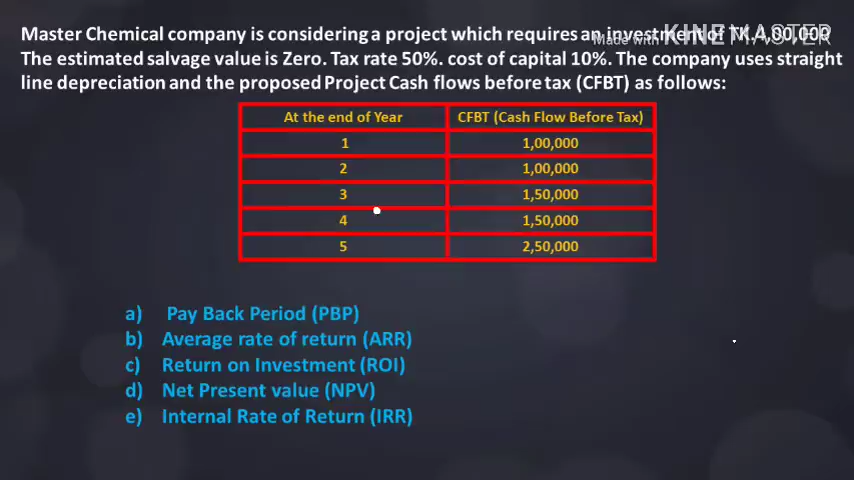 Master Chemical company is considering a project which requires an investment of TK.4,00,000
Made with KINEMASTER
The estimated salvage value is Zero. Tax rate 50%. cost of capital 10%. The company uses straight
line depreciation and the proposed Project Cash flows before tax (CFBT) as follows:
At the end of Year CFBT (Cash Flow Before Tax)
1 1,00,000
2 1,00,000
3 1,50,000
4 1,50,000
5 2,50,000
a) Pay Back Period (PBP)
b) Average rate of return (ARR)
c) Return on Investment (ROI)
d) Net Present value (NPV)
e) Internal Rate of Return (IRR)